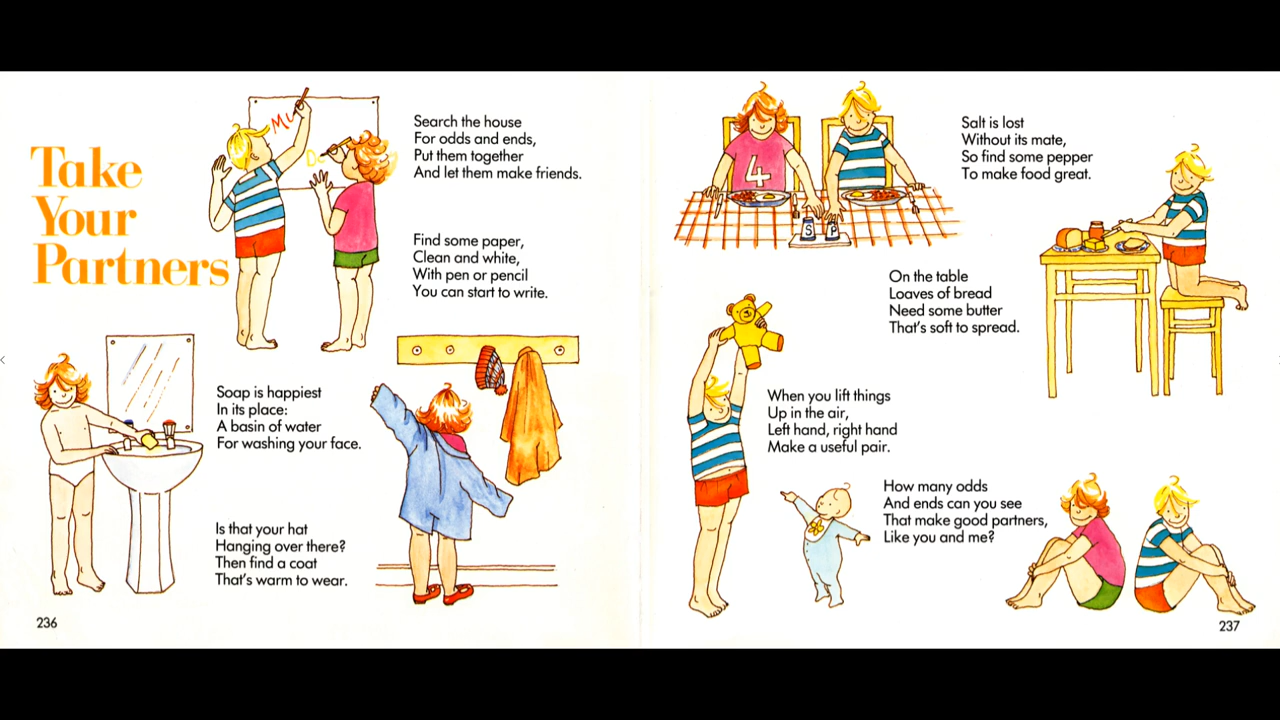 Take
Your
Partners
Search the house
For odds and ends,
Put them together
And let them make friends.
Find some paper,
Clean and white,
With pen or pencil
You can start to write.
Mu
Do
Soap is happiest
In its place:
A basin of water
For washing your face.
Is that your hat
Hanging over there?
Then find a coat
That's warm to wear.
236
Salt is lost
Without its mate,
So find some pepper
To make food great.
4
S P
On the table
Loaves of bread
Need some butter
That's soft to spread.
When you lift things
Up in the air,
Left hand, right hand
Make a useful pair.
How many odds
And ends can you see
That make good partners,
Like you and me?
237